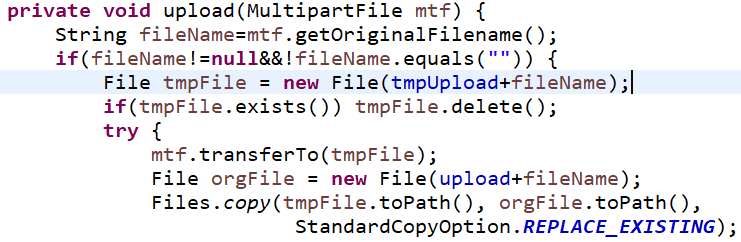 private void upload(MultipartFile mtf) {
String fileName=mtf.getOriginalFilename();
if(fileName!=null&&!fileName.equals("")) {
File tmpFile = new File(tmpUpload+fileName);
if(tmpFile.exists()) tmpFile.delete();
try {
mtf.transferTo(tmpFile);
File orgFile = new File(upload+fileName);
Files.copy(tmpFile.toPath(), orgFile.toPath(),
StandardCopyOption.REPLACE_EXISTING);